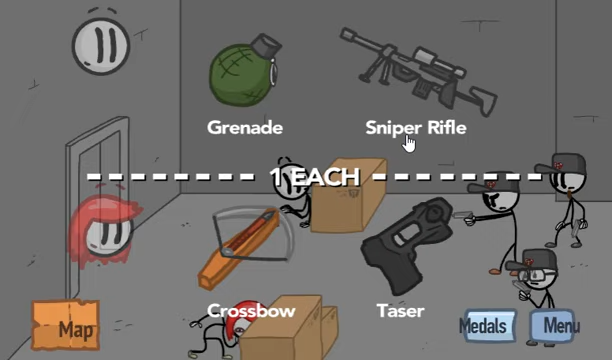 Grenade
Sniper Rifle
1 EACH
Crossbow
Taser
Map
Medals
Menu